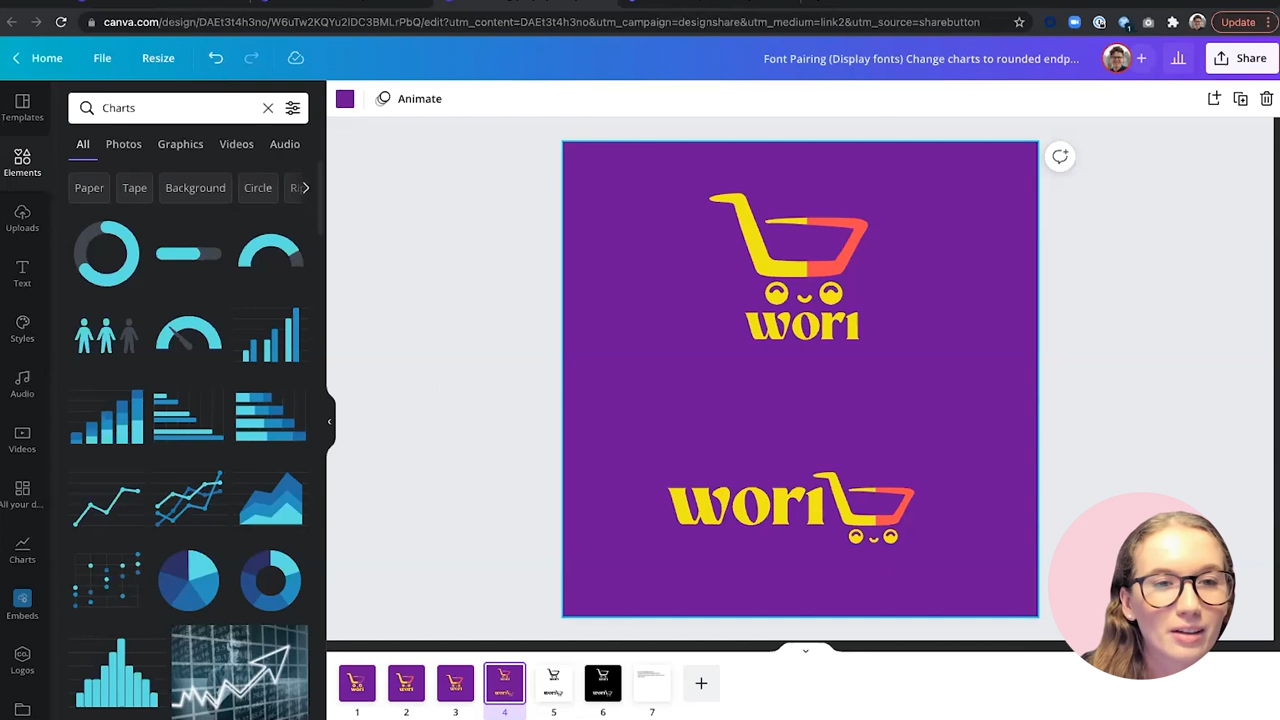 canva.com/design/DAEt3t4h3no/W6uTw2KQYu2IDC3BMLrPbQ/edit?utm_content=DAEt3t4h3no&utm_campaign=designshare&utm_medium=link2&utm_source=sharebutton
Update
Home File Resize
Font Pairing (Display fonts) Change charts to rounded endp...
Share
Templates
Charts
Animate
All Photos Graphics Videos Audio
Elements
Paper Tape Background Circle
Uploads
Text
Styles
Audio
Videos
All your d...
Charts
Embeds
Logos
wori
wori
1 2 3 4 5 6 7